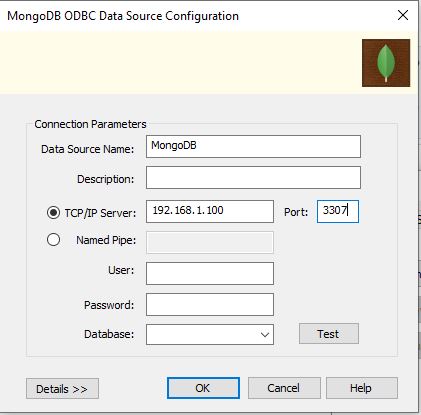 MongoDB ODBC Data Source Configuration
Connection Parameters
Data Source Name: MongoDB
Description:
TCP/IP Server: 192.168.1.100 Port: 3307
Named Pipe:
User:
Password:
Database: Test
Details >> OK Cancel Help